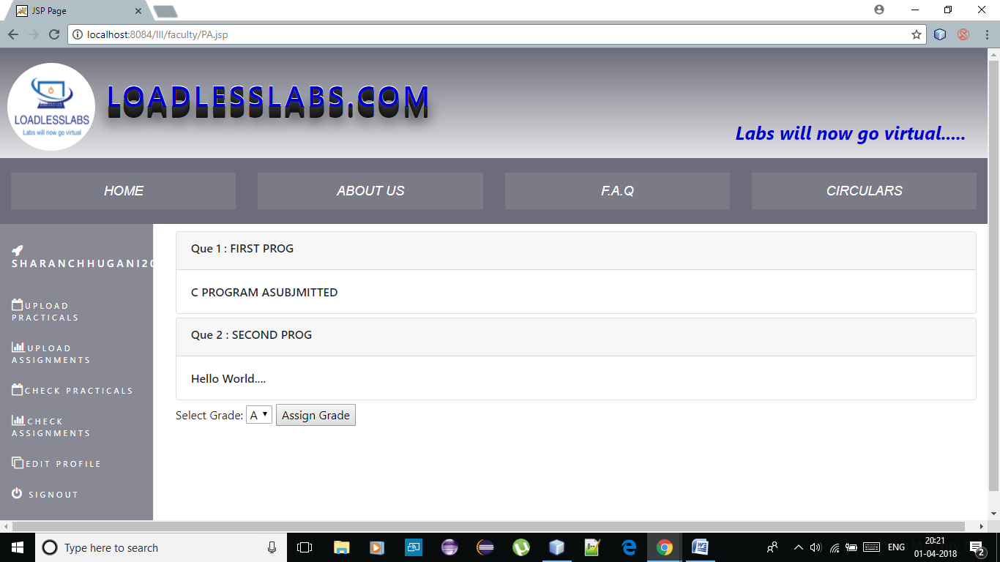 JSP Page
localhost:8084/lll/faculty/PA.jsp
LOADLESSLABS
Labs will now go virtual
LOADLESSLABS.COM
Labs will now go virtual.....
HOME
ABOUT US
F.A.Q
CIRCULARS
SHARANCHHUGANI20
UPLOAD
PRACTICALS
UPLOAD
ASSIGNMENTS
CHECK PRACTICALS
CHECK
ASSIGNMENTS
EDIT PROFILE
SIGNOUT
Que 1 : FIRST PROG
C PROGRAM ASUBJMITTED
Que 2 : SECOND PROG
Hello World....
Select Grade: A Assign Grade
Type here to search
ENG
20:21
01-04-2018
2